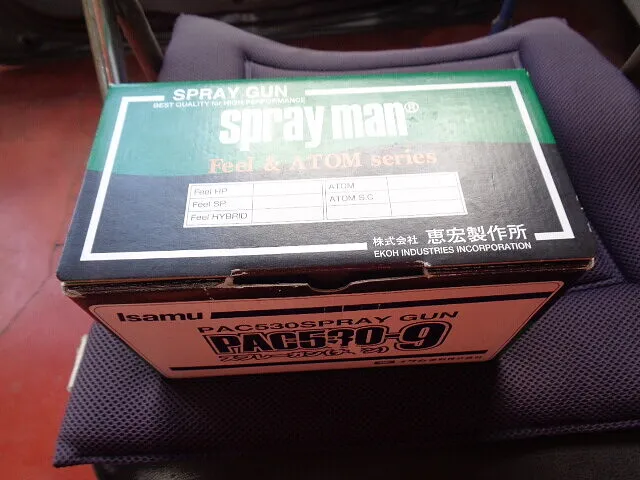 SPRAY GUN
BEST QUALITY for HIGH PERFORMANCE
spray man®
Feel & ATOM series
Feel HP
ATOM
Feel SP
ATOM S.C
Feel HYBRID
株式会社 恵宏製作所
EKOH INDUSTRIES INCORPORATION
Isamu
PAC530SPRAY GUN
PAC530-9